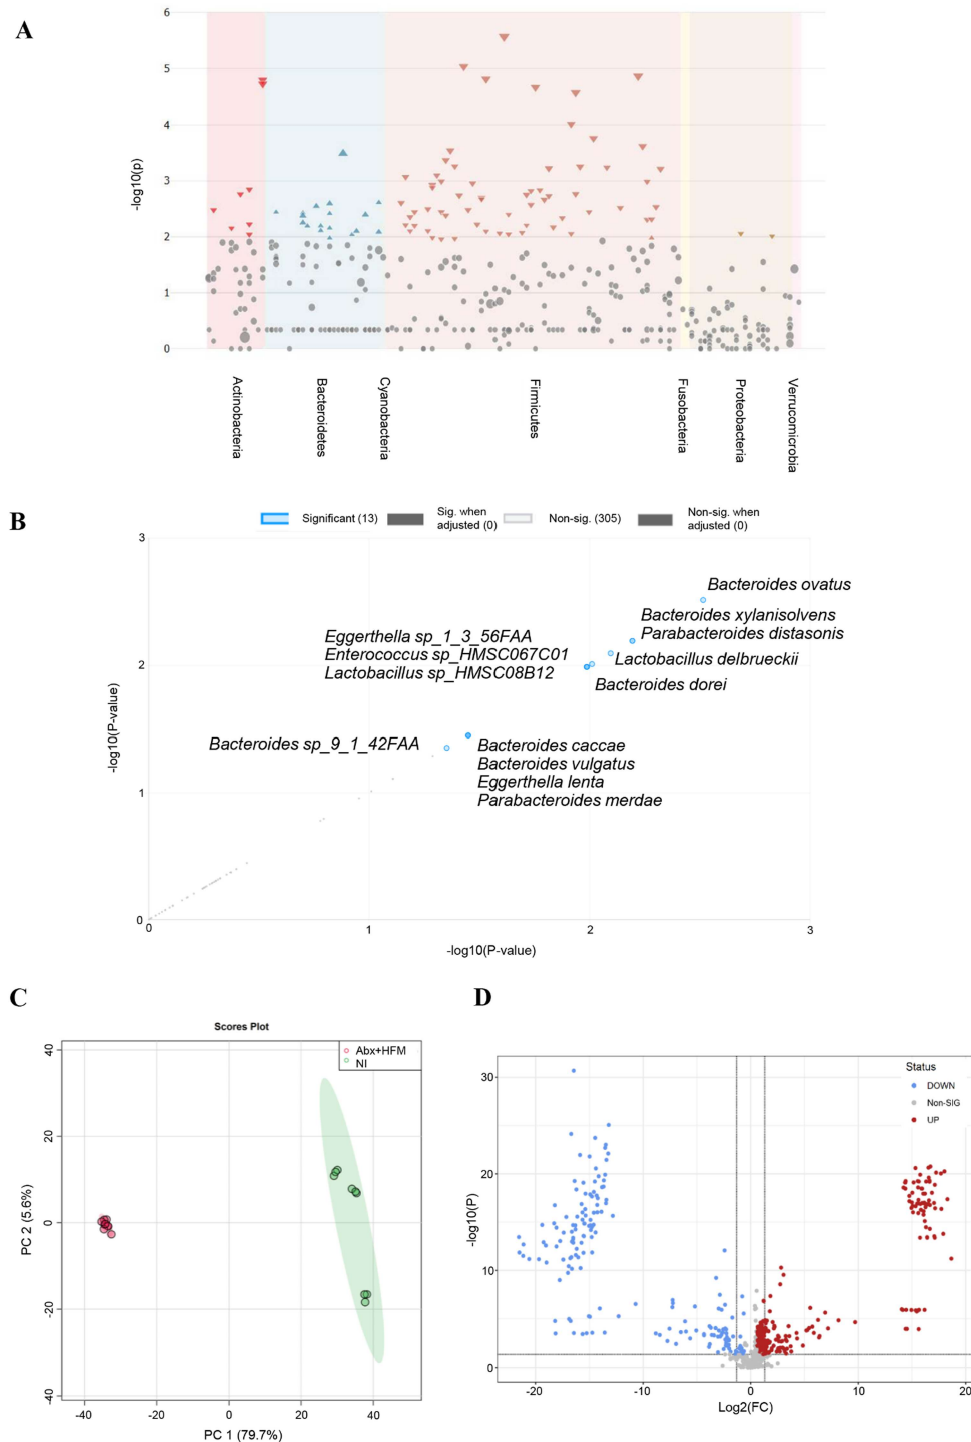 A
6
5
4
3
2
1
0
-log10(p)
Actinobacteria
Bacteroidetes
Cyanobacteria
Firmicutes
Fusobacteria
Proteobacteria
Verrucomicrobia
B
Significant (13)
Sig. when
adjusted (0)
Non-sig. (305)
Non-sig. when
adjusted (0)
3
2
1
0
-log10(P-value)
Bacteroides ovatus
Bacteroides xylanisolvens
Parabacteroides distasonis
Eggerthella sp_1_3_56FAA
Enterococcus sp_HMSC067C01
Lactobacillus sp_HMSC08B12
Lactobacillus delbrueckii
Bacteroides dorei
Bacteroides sp_9_1_42FAA
Bacteroides caccae
Bacteroides vulgatus
Eggerthella lenta
Parabacteroides merdae
0 1 2 3
-log10(P-value)
C
Scores Plot
Abx+HFM
NI
40
20
0
20
40
PC 2 (5.6%)
-40 -20 0 20 40
PC 1 (79.7%)
D
Status
DOWN
Non-SIG
UP
30
20
10
0
-log10(P)
-20 -10 0 10 20
Log2(FC)